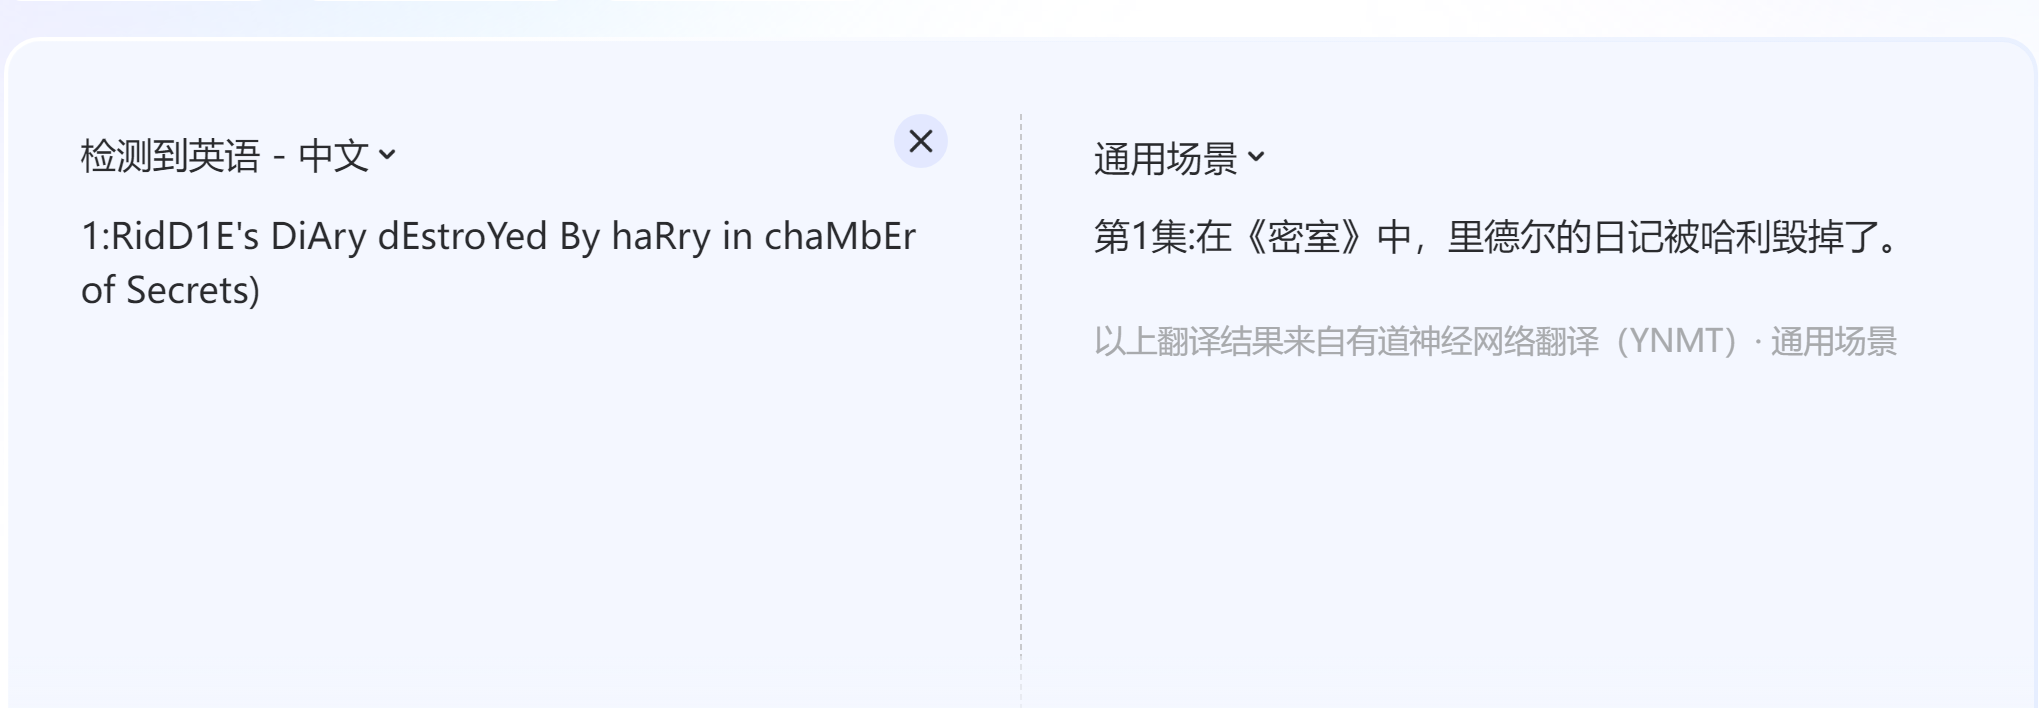 检测到英语 - 中文
1:RidD1E's DiAry dEstroYed By haRry in chaMbEr
of Secrets)
通用场景
第1集:在《密室》中，里德尔的日记被哈利毁掉了。
以上翻译结果来自有道神经网络翻译（YNMT）· 通用场景